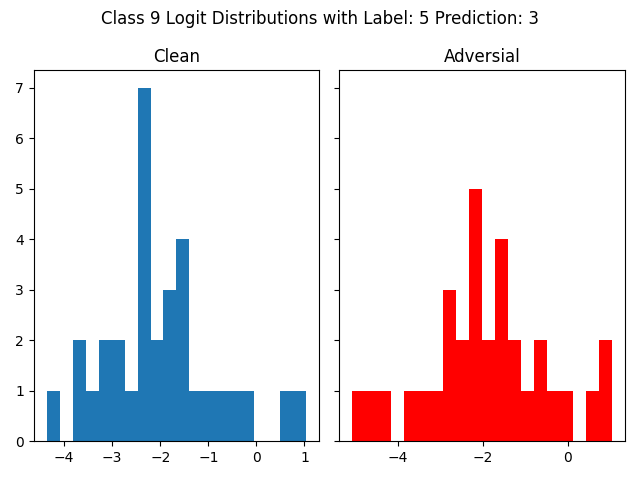 Class 9 Logit Distributions with Label: 5 Prediction: 3
Clean
Adversial
7
6
5
4
3
2
1
0
−4 −3 −2 −1 0 1
−4 −2 0